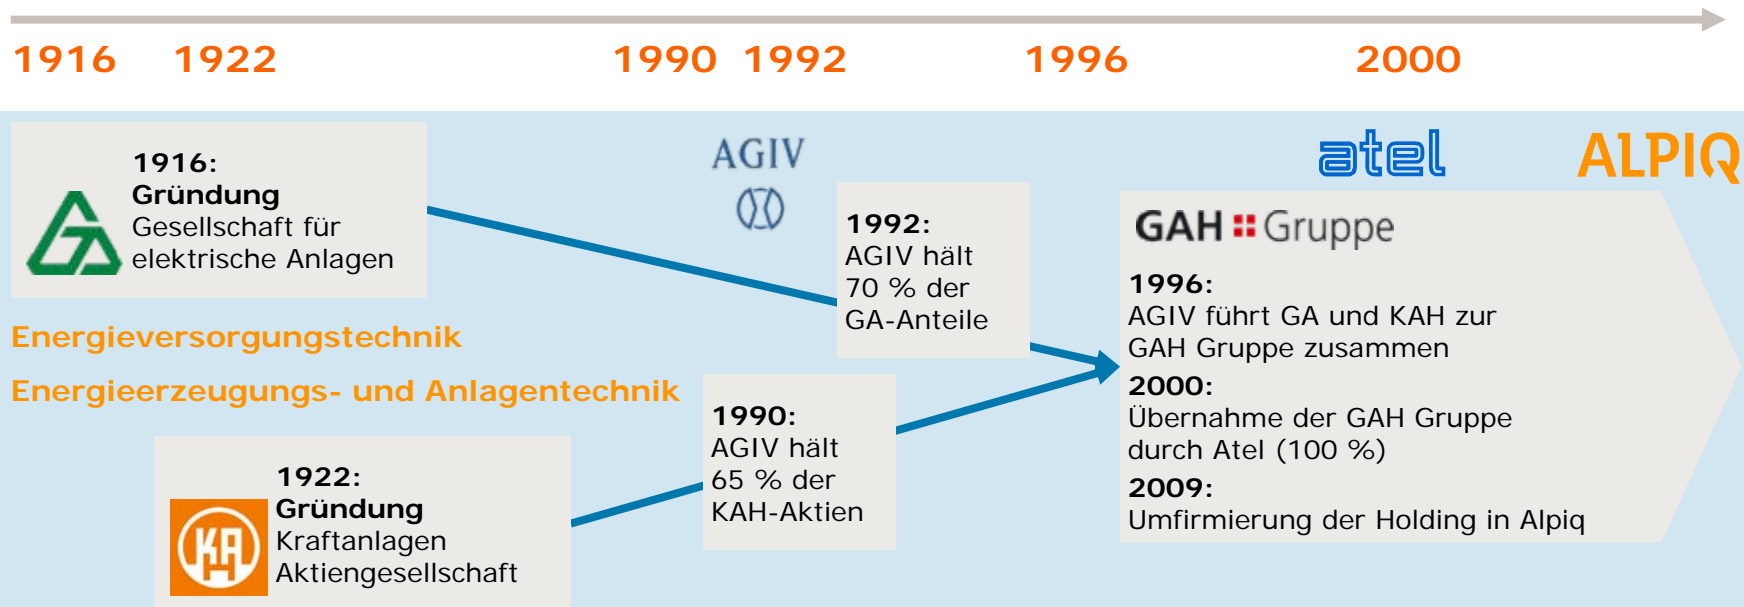 1916 1922 1990 1992 1996 2000
1916:
Gründung
Gesellschaft für
elektrische Anlagen
AGIV
1992:
AGIV hält
70 % der
GA-Anteile
atel
ALPIQ
GAH Gruppe
1996:
AGIV führt GA und KAH zur
GAH Gruppe zusammen
2000:
Übernahme der GAH Gruppe
durch Atel (100 %)
2009:
Umfirmierung der Holding in Alpiq
Energieversorgungstechnik
Energieerzeugungs- und Anlagentechnik
1990:
AGIV hält
65 % der
KAH-Aktien
1922:
Gründung
Kraftanlagen
Aktiengesellschaft
KAH